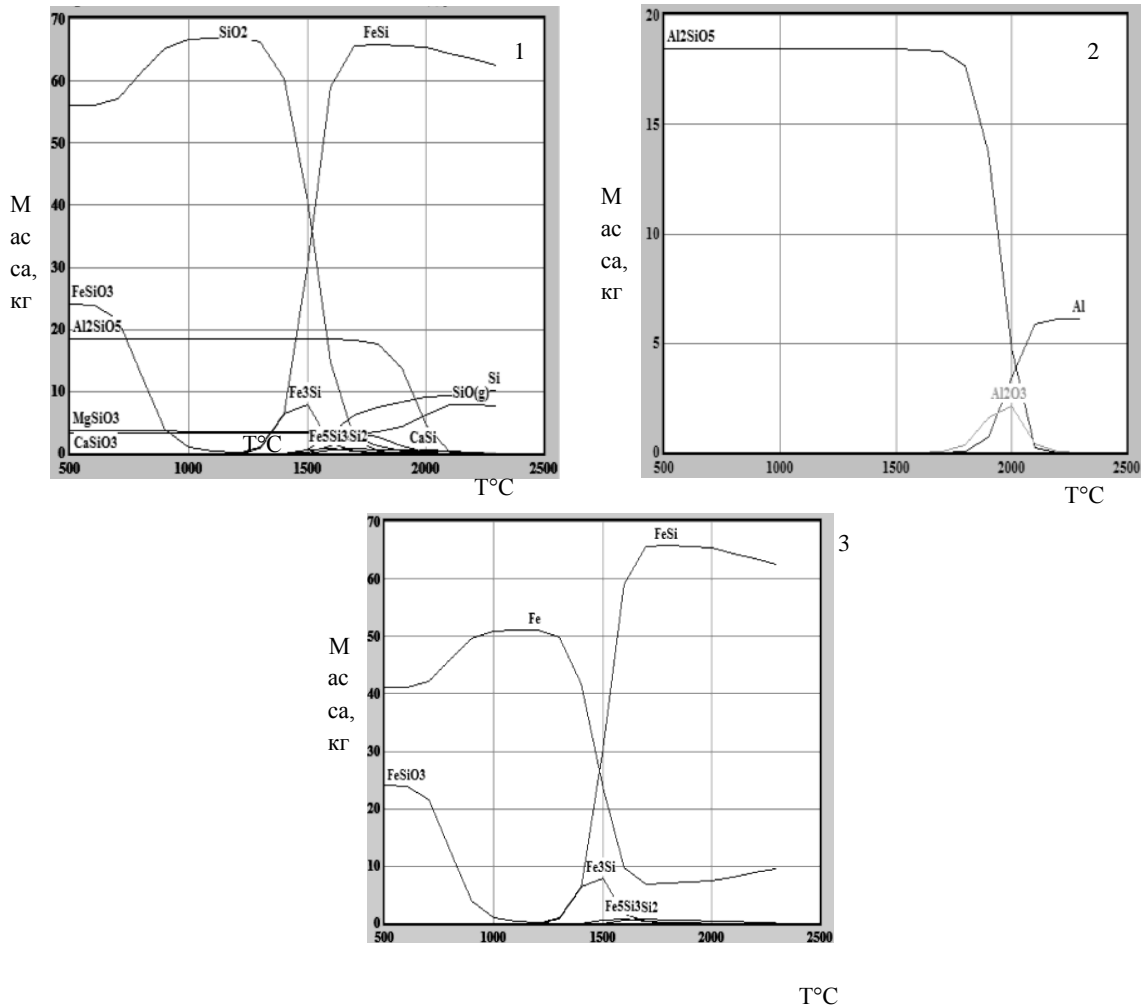 70
SiO2
FeSi
1
60
50
40
М
ас
са,
кг
30
FeSiO3
20
Al2SiO5
Fe3Si
SiO(g)
Si
10
MgSiO3
T°C
Fe5Si3Si2
CaSi
CaSiO3
0
500
1000
1500
2000
2500
T°C
20
Al2SiO5
2
15
М
ас
са,
кг
10
5
Al
Al2O3
0
500
1000
1500
2000
2500
T°C
70
FeSi
3
60
Fe
50
М
ас
са,
кг
40
30
FeSiO3
20
Fe3Si
10
Fe5Si3Si2
0
500
1000
1500
2000
2500
T°C